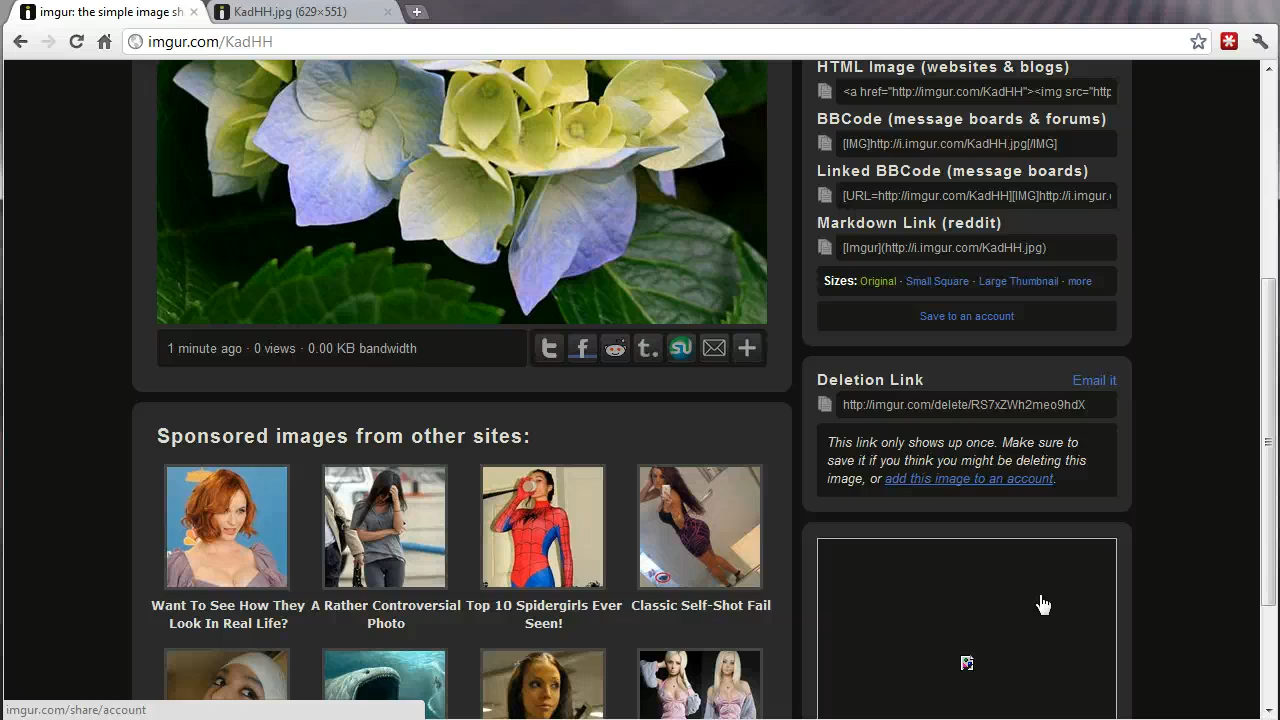 imgur: the simple image sh
KadHH.jpg (629×551)
imgur.com/KadHH
HTML Image (websites & blogs)
<a href="http://imgur.com/KadHH"><img src="http
BBCode (message boards & forums)
[IMG]http://i.imgur.com/KadHH.jpg[/IMG]
Linked BBCode (message boards)
[URL=http://imgur.com/KadHH][IMG]http://i.imgur.
Markdown Link (reddit)
[Imgur](http://i.imgur.com/KadHH.jpg)
Sizes: Original - Small Square - Large Thumbnail - more
Save to an account
1 minute ago · 0 views · 0.00 KB bandwidth
Deletion Link
Email it
http://imgur.com/delete/RS7xZWh2meo9hdX
This link only shows up once. Make sure to
save it if you think you might be deleting this
image, or add this image to an account.
Sponsored images from other sites:
Want To See How They
Look In Real Life?
A Rather Controversial
Photo
Top 10 Spidergirls Ever
Seen!
Classic Self-Shot Fail
imgur.com/share/account